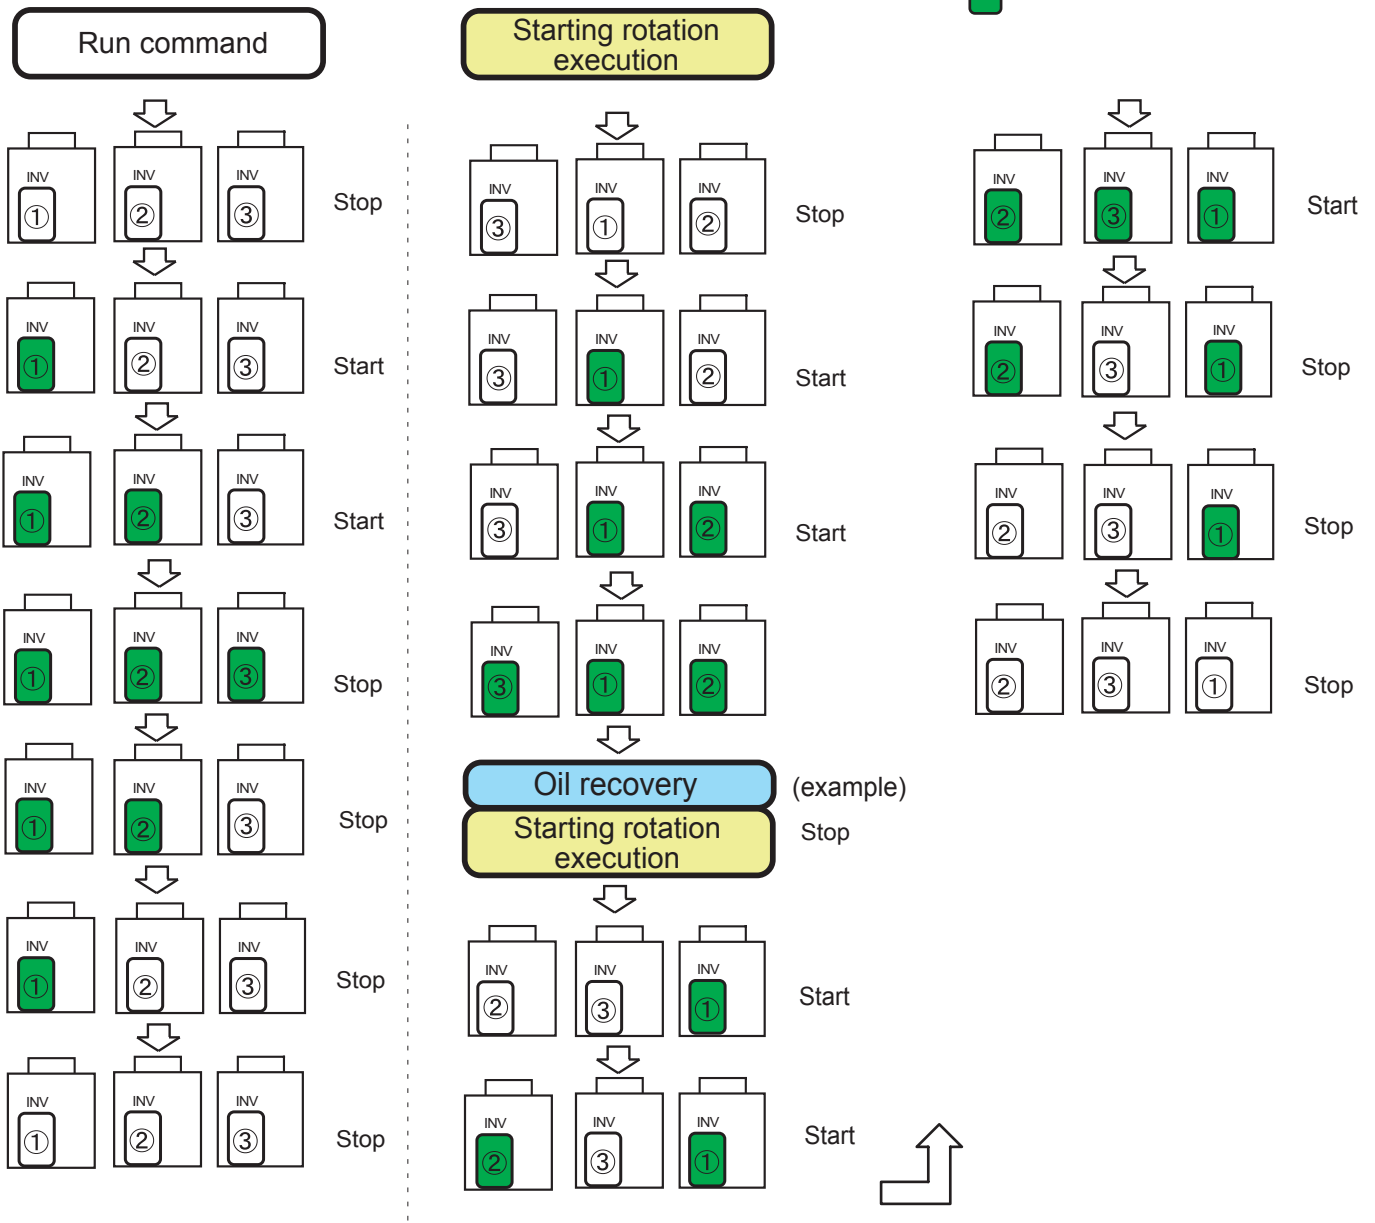 Run command
INV INV INV
① ② ③ Stop
INV INV INV
① ② ③ Start
INV INV INV
① ② ③ Start
INV INV INV
① ② ③ Stop
INV INV INV
① ② ③ Stop
INV INV INV
① ② ③ Stop
INV INV INV
① ② ③ Stop
Starting rotation
execution
INV INV INV
③ ① ② Stop
INV INV INV
③ ① ② Start
INV INV INV
③ ① ② Start
INV INV INV
③ ① ②
Oil recovery (example)
Starting rotation Stop
execution
INV INV INV
② ③ ① Start
INV INV INV
② ③ ① Start
INV INV INV
② ③ ① Start
INV INV INV
② ③ ① Stop
INV INV INV
② ③ ① Stop
INV INV INV
② ③ ① Stop